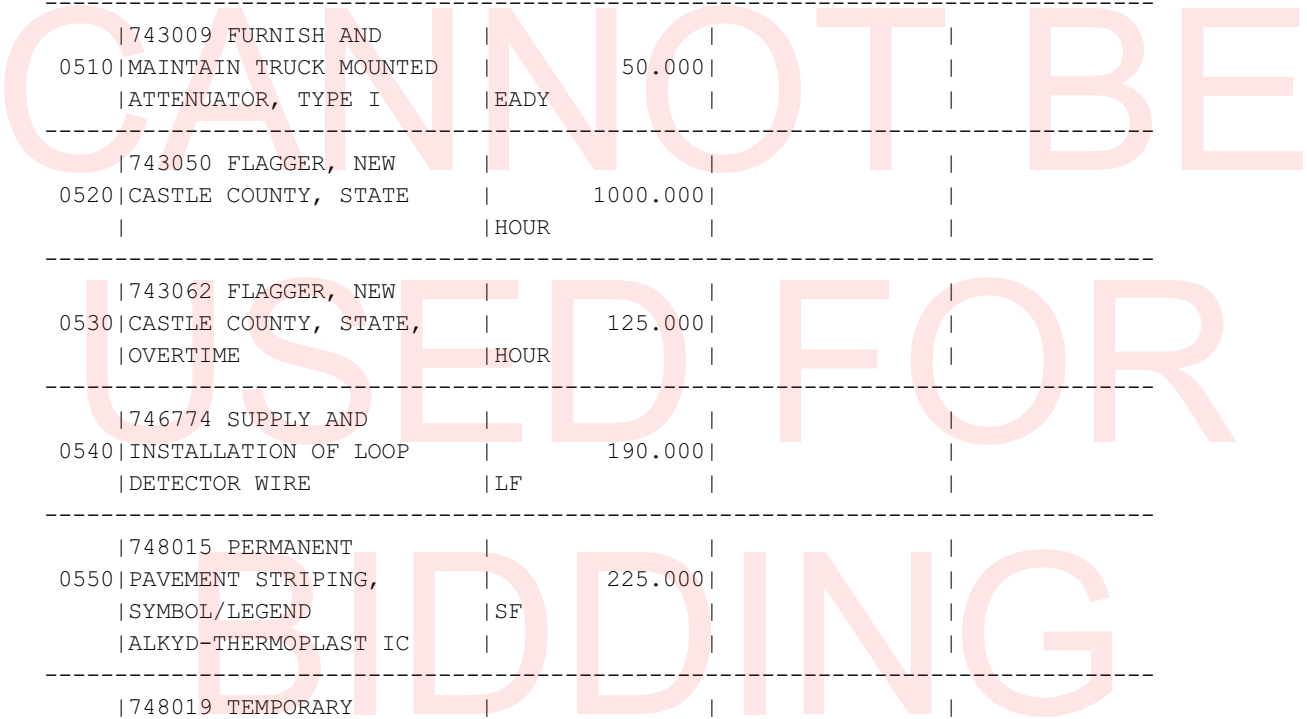 --------------------------------------------------------------------------------
|743009 FURNISH AND | | |
0510|MAINTAIN TRUCK MOUNTED | 50.000| |
|ATTENUATOR, TYPE I |EADY | |
--------------------------------------------------------------------------------
|743050 FLAGGER, NEW | | |
0520|CASTLE COUNTY, STATE | 1000.000| |
| |HOUR | |
--------------------------------------------------------------------------------
|743062 FLAGGER, NEW | | |
0530|CASTLE COUNTY, STATE, | 125.000| |
|OVERTIME |HOUR | |
--------------------------------------------------------------------------------
|746774 SUPPLY AND | | |
0540|INSTALLATION OF LOOP | 190.000| |
|DETECTOR WIRE |LF | |
--------------------------------------------------------------------------------
|748015 PERMANENT | | |
0550|PAVEMENT STRIPING, | 225.000| |
|SYMBOL/LEGEND |SF | |
|ALKYD-THERMOPLAST IC | | |
--------------------------------------------------------------------------------
|748019 TEMPORARY | | |
CANNOT BE
USED FOR
BIDDING